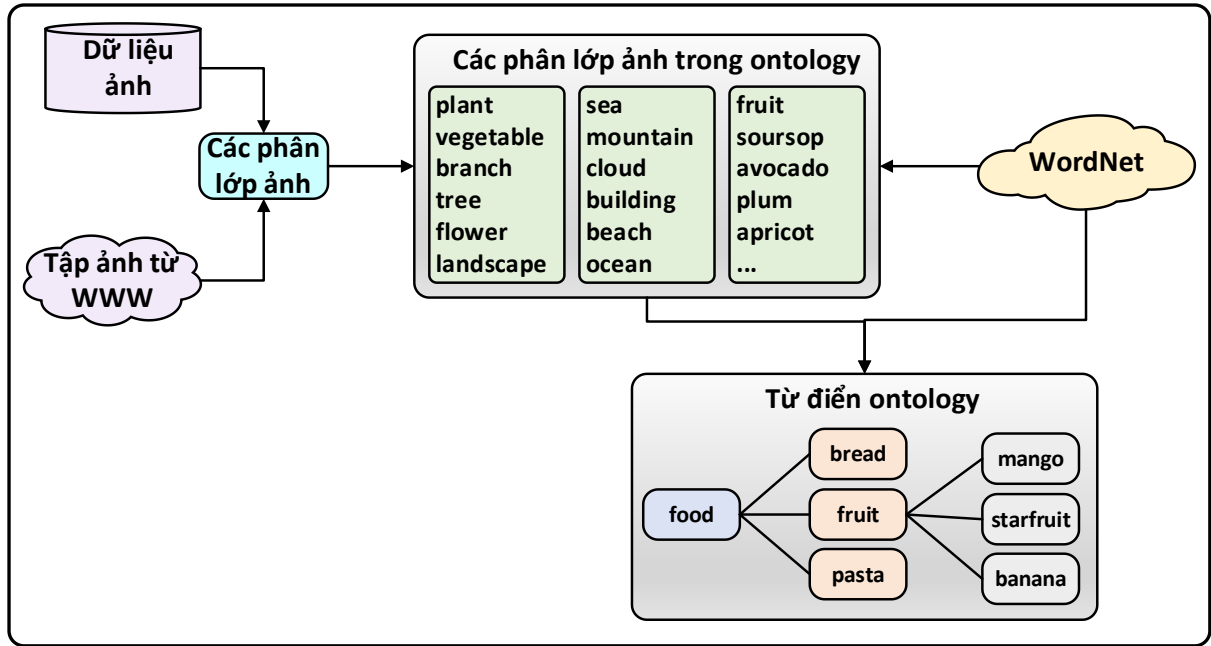 Dữ liệu
ảnh
Các phân
lớp ảnh
Tập ảnh từ
WWW
Các phân lớp ảnh trong ontology
plant
vegetable
branch
tree
flower
landscape
sea
mountain
cloud
building
beach
ocean
fruit
soursop
avocado
plum
apricot
...
WordNet
Từ điển ontology
food
bread
fruit
pasta
mango
starfruit
banana